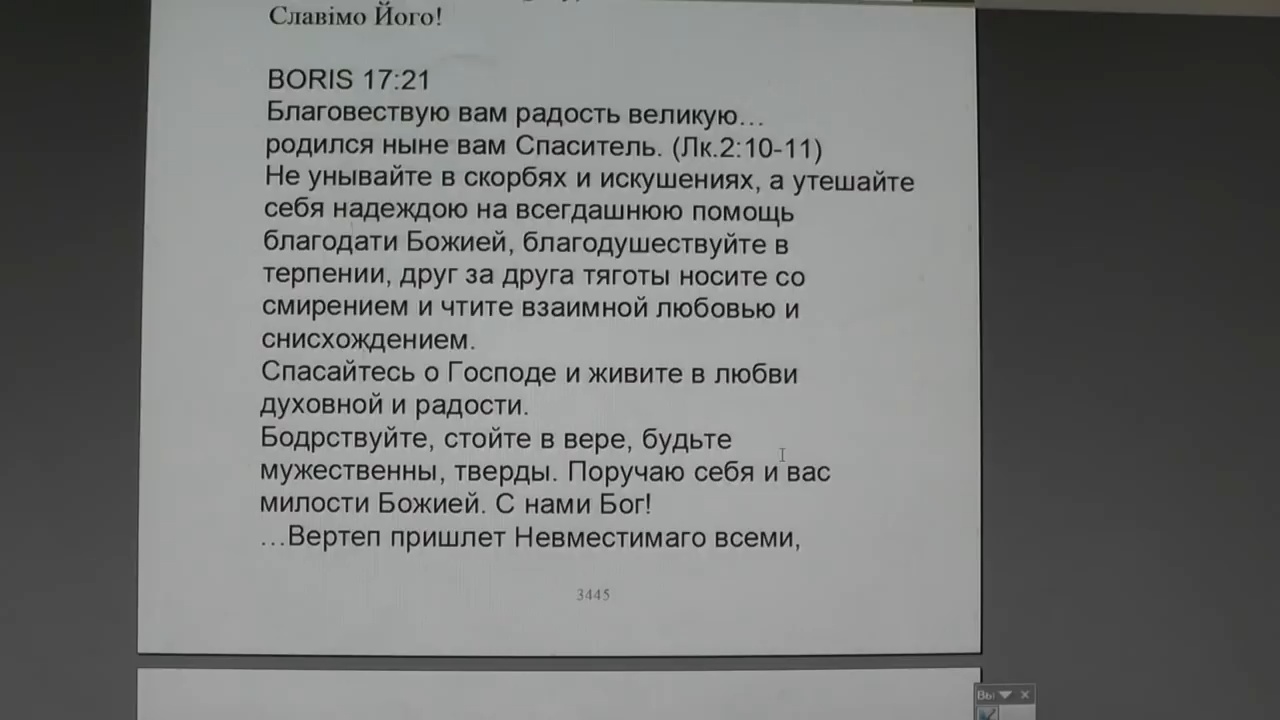 Славімо Його!
BORIS 17:21
Благовествую вам радость великую…
родился ныне вам Спаситель. (Лк.2:10-11)
Не унывайте в скорбях и искушениях, а утешайте
себя надеждою на всегдашнюю помощь
благодати Божией, благодушествуйте в
терпении, друг за друга тяготы носите со
смирением и чтите взаимной любовью и
снисхождением.
Спасайтесь о Господе и живите в любви
духовной и радости.
Бодрствуйте, стойте в вере, будьте
мужественны, тверды. Поручаю себя и вас
милости Божией. С нами Бог!
…Вертеп пришлет Невместимаго всеми,
3445
Вы